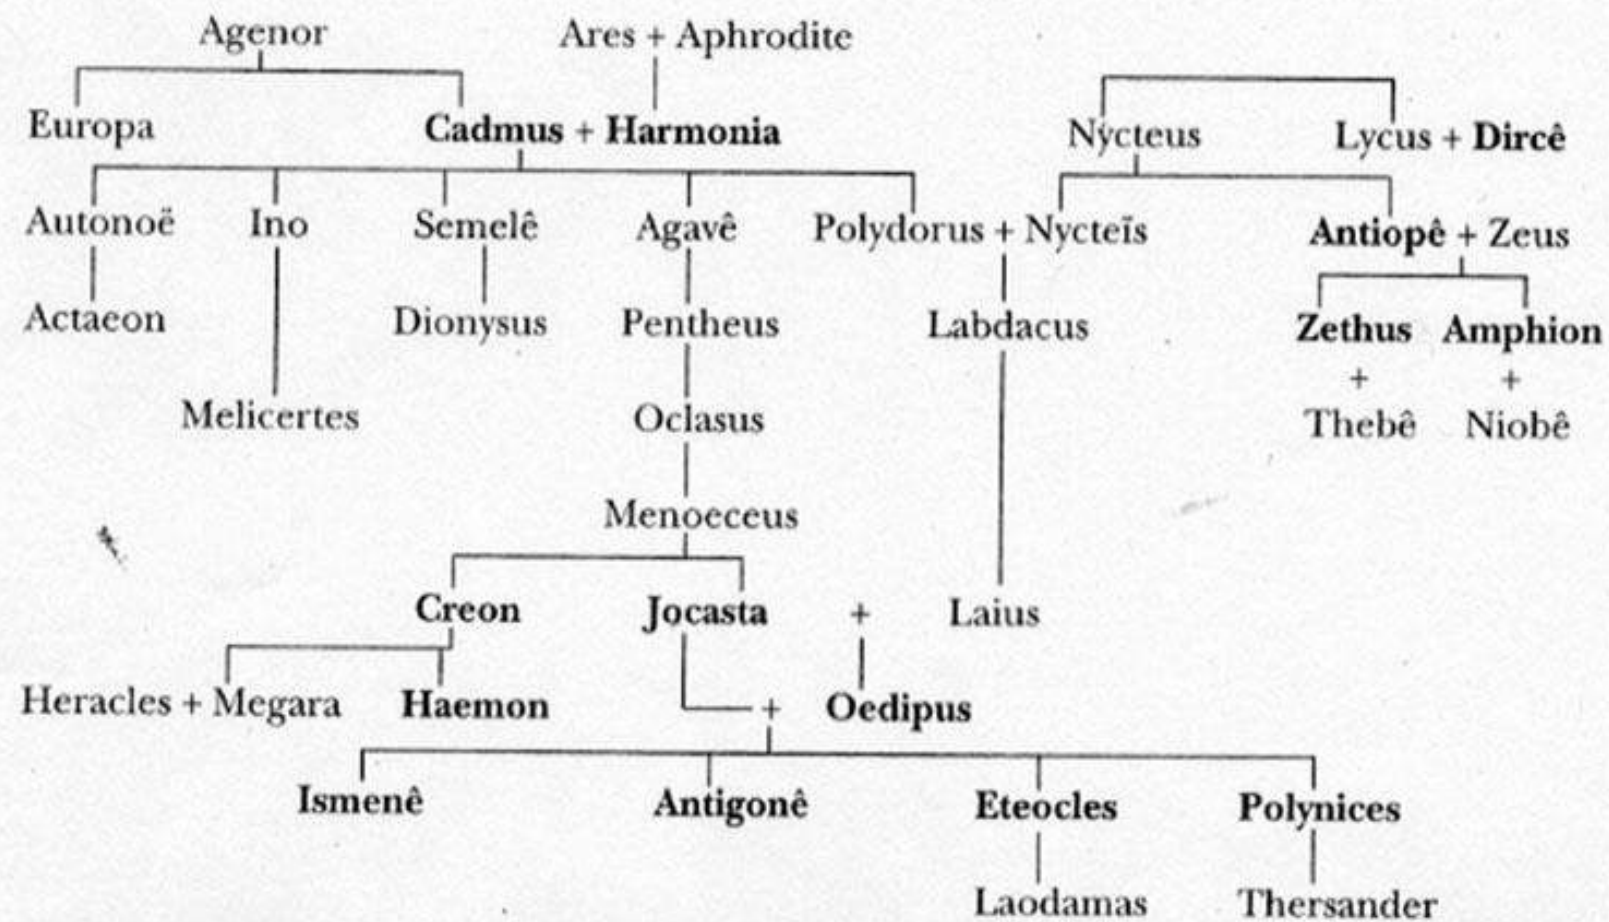 Agenor Ares + Aphrodite
Europa Cadmus + Harmonia Nycteus Lycus + Dircê
Autonoë Ino Semelê Agavê Polydorus + Nycteïs Antiopê + Zeus
Actaeon Dionysus Pentheus Labdacus Zethus Amphion
+ +
Melicertes Oclasus Thebê Niobê
Menoeceus
Creon Jocasta + Laius
Heracles + Megara Haemon + Oedipus
Ismenê Antigonê Eteocles Polynices
Laodamas Thersander